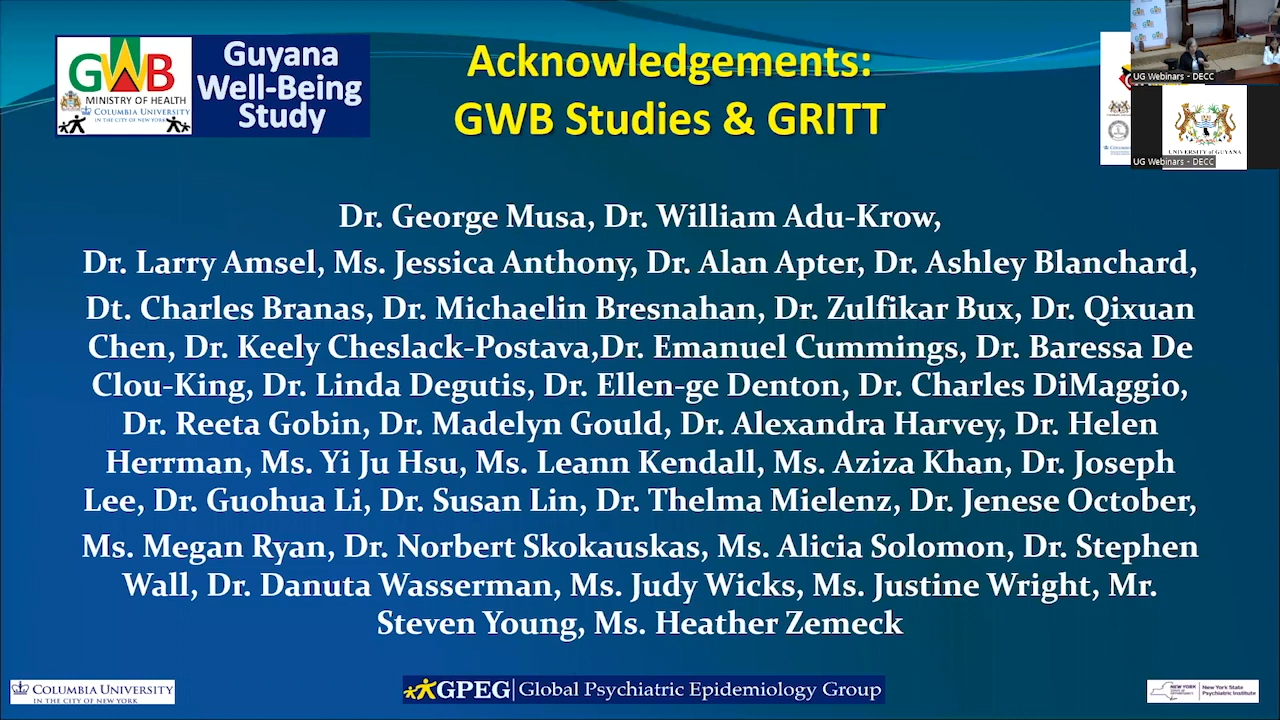 GWB
MINISTRY OF HEALTH
COLUMBIA UNIVERSITY
IN THE CITY OF NEW YORK
Guyana
Well-Being
Study
Acknowledgements:
GWB Studies & GRITT
UG Webinars - DECC
UNIVERSITY of GUYANA
UG Webinars - DECC
Dr. George Musa, Dr. William Adu-Krow,
Dr. Larry Amsel, Ms. Jessica Anthony, Dr. Alan Apter, Dr. Ashley Blanchard,
Dt. Charles Branas, Dr. Michaelin Bresnahan, Dr. Zulfikar Bux, Dr. Qixuan
Chen, Dr. Keely Cheslack-Postava,Dr. Emanuel Cummings, Dr. Baressa De
Clou-King, Dr. Linda Degutis, Dr. Ellen-ge Denton, Dr. Charles DiMaggio,
Dr. Reeta Gobin, Dr. Madelyn Gould, Dr. Alexandra Harvey, Dr. Helen
Herrman, Ms. Yi Ju Hsu, Ms. Leann Kendall, Ms. Aziza Khan, Dr. Joseph
Lee, Dr. Guohua Li, Dr. Susan Lin, Dr. Thelma Mielenz, Dr. Jenese October,
Ms. Megan Ryan, Dr. Norbert Skokauskas, Ms. Alicia Solomon, Dr. Stephen
Wall, Dr. Danuta Wasserman, Ms. Judy Wicks, Ms. Justine Wright, Mr.
Steven Young, Ms. Heather Zemeck
COLUMBIA UNIVERSITY
IN THE CITY OF NEW YORK
GPEG | Global Psychiatric Epidemiology Group
New York State
Psychiatric Institute